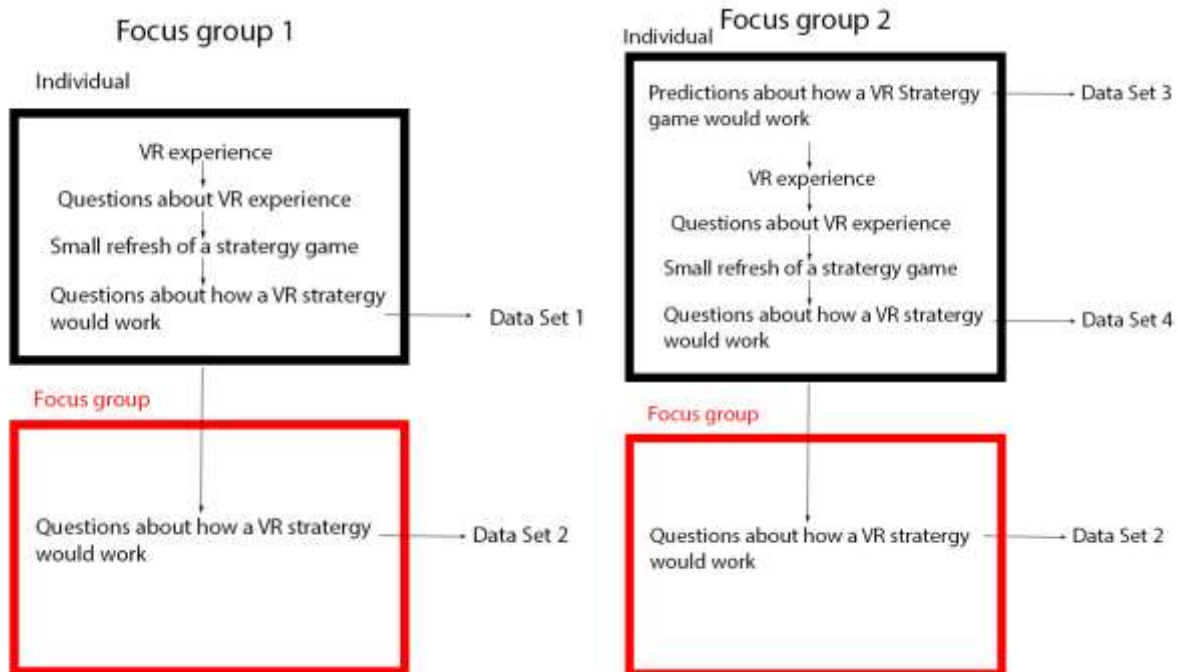 Focus group 1
Individual
VR experience
Questions about VR experience
Small refresh of a stratergy game
Questions about how a VR stratergy
would work
Data Set 1
Focus group
Questions about how a VR stratergy
would work
Data Set 2
Focus group 2
Individual
Predictions about how a VR Stratergy
game would work
Data Set 3
VR experience
Questions about VR experience
Small refresh of a stratergy game
Questions about how a VR stratergy
would work
Data Set 4
Focus group
Questions about how a VR stratergy
would work
Data Set 2